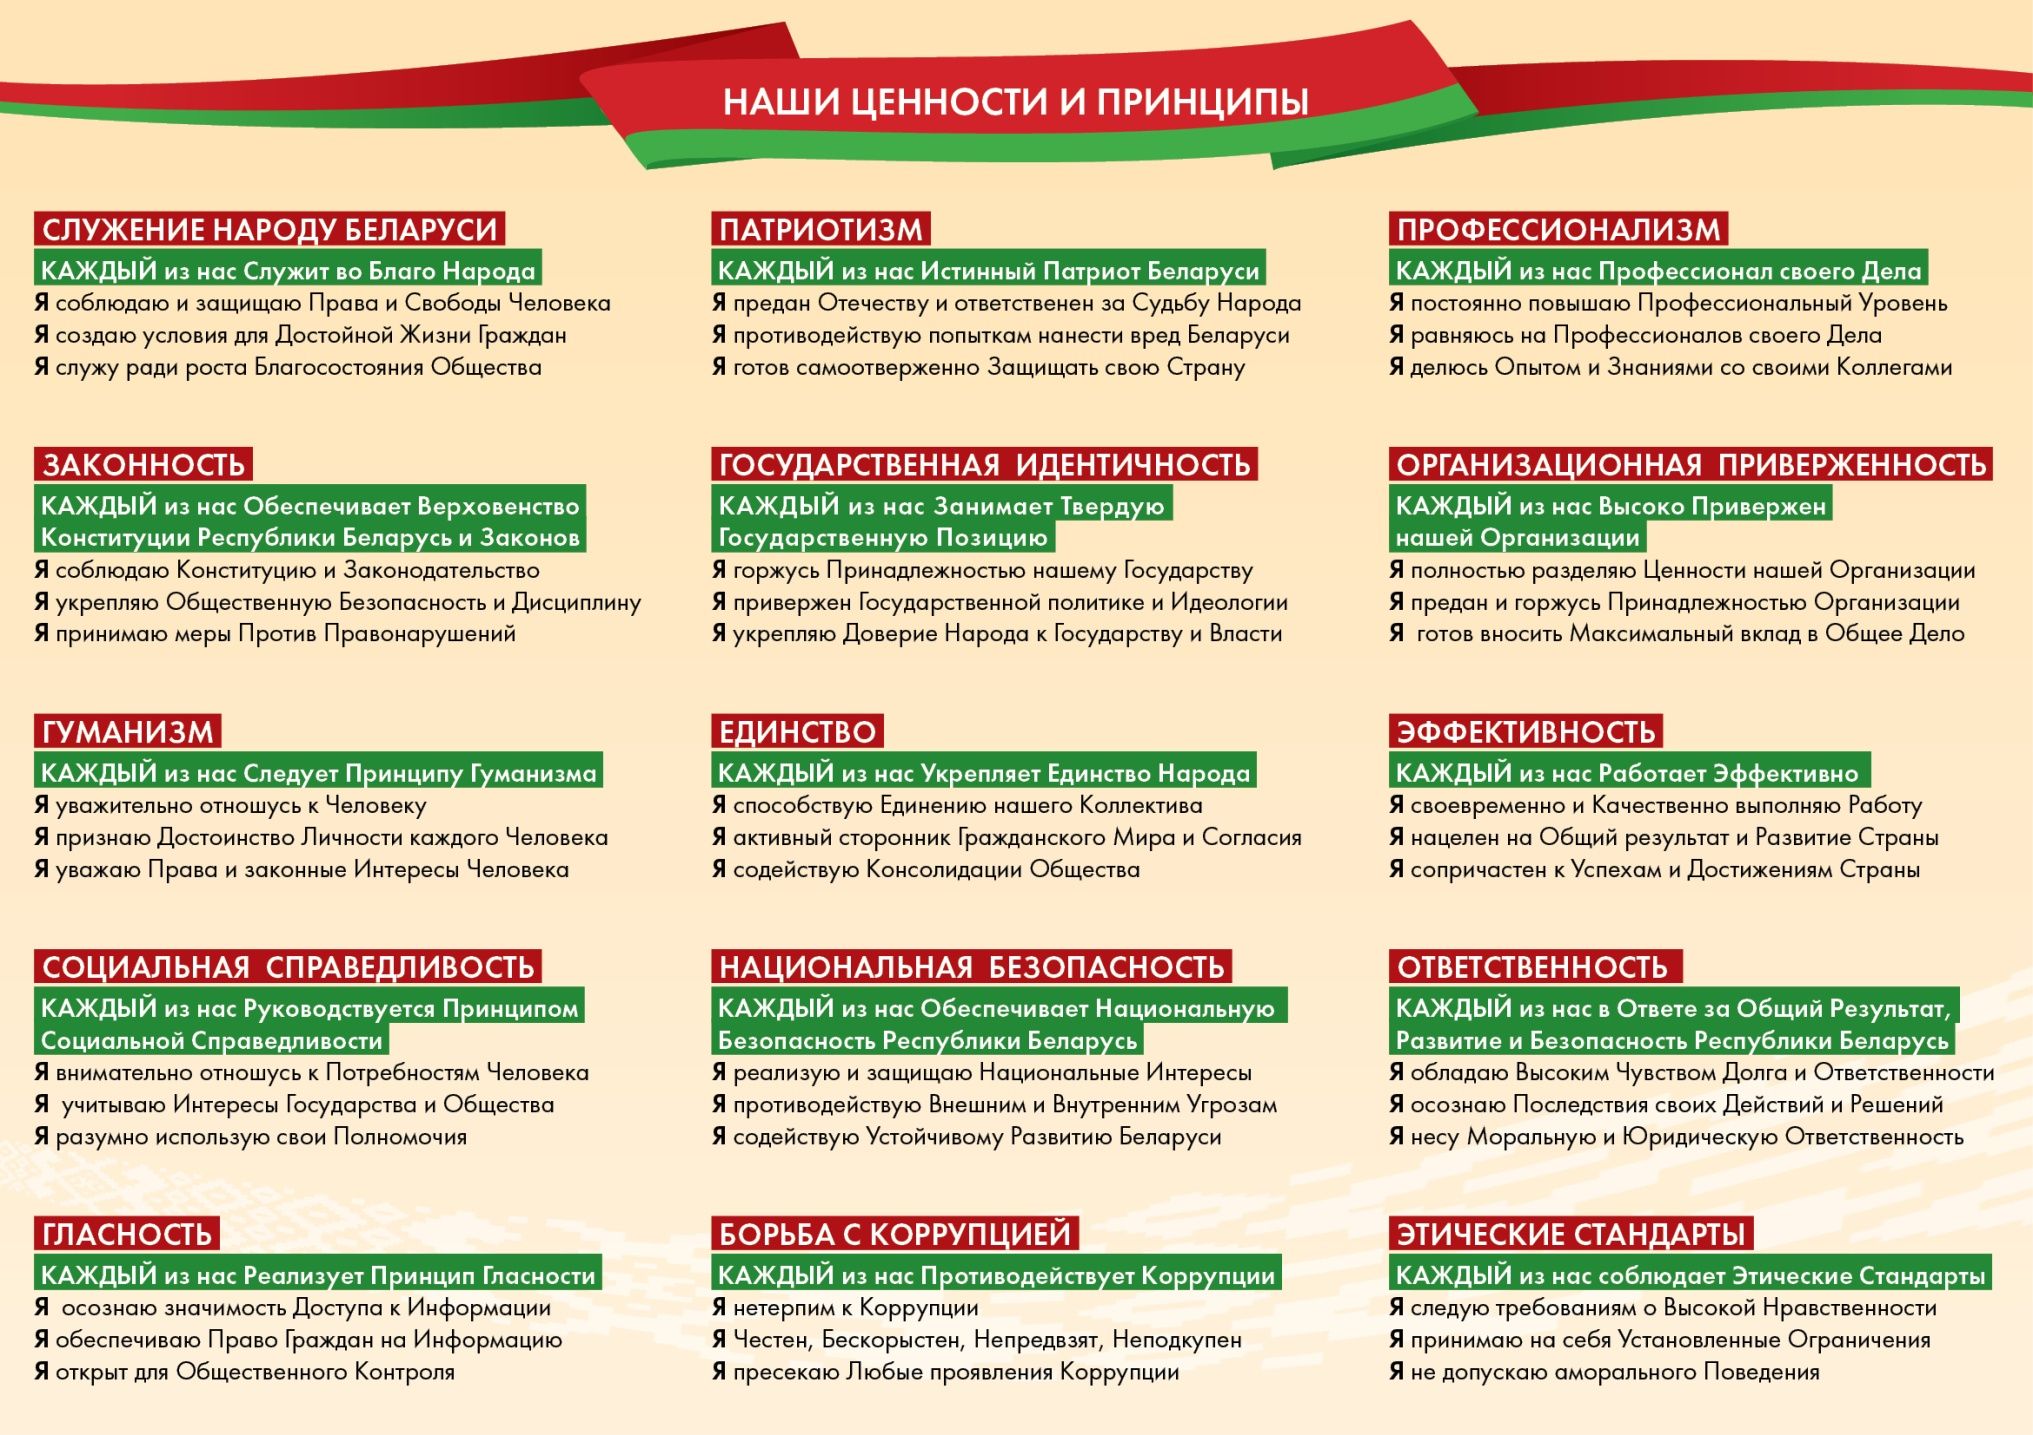 НАШИ ЦЕННОСТИ И ПРИНЦИПЫ
СЛУЖЕНИЕ НАРОДУ БЕЛАРУСИ
КАЖДЫЙ из нас Служит во Благо Народа
Я соблюдаю и защищаю Права и Свободы Человека
Я создаю условия для Достойной Жизни Граждан
Я служу ради роста Благосостояния Общества
ЗАКОННОСТЬ
КАЖДЫЙ из нас Обеспечивает Верховенство
Конституции Республики Беларусь и Законов
Я соблюдаю Конституцию и Законодательство
Я укрепляю Общественную Безопасность и Дисциплину
Я принимаю меры Против Правонарушений
ГУМАНИЗМ
КАЖДЫЙ из нас Следует Принципу Гуманизма
Я уважительно отношусь к Человеку
Я признаю Достоинство Личности каждого Человека
Я уважаю Права и законные Интересы Человека
СОЦИАЛЬНАЯ СПРАВЕДЛИВОСТЬ
КАЖДЫЙ из нас Руководствуется Принципом
Социальной Справедливости
Я внимательно отношусь к Потребностям Человека
Я учитываю Интересы Государства и Общества
Я разумно использую свои Полномочия
ГЛАСНОСТЬ
КАЖДЫЙ из нас Реализует Принцип Гласности
Я осознаю значимость Доступа к Информации
Я обеспечиваю Право Граждан на Информацию
Я открыт для Общественного Контроля
ПАТРИОТИЗМ
КАЖДЫЙ из нас Истинный Патриот Беларуси
Я предан Отечеству и ответственен за Судьбу Народа
Я противодействую попыткам нанести вред Беларуси
Я готов самоотверженно Защищать свою Страну
ГОСУДАРСТВЕННАЯ ИДЕНТИЧНОСТЬ
КАЖДЫЙ из нас Занимает Твердую
Государственную Позицию
Я горжусь Принадлежностью нашему Государству
Я привержен Государственной политике и Идеологии
Я укрепляю Доверие Народа к Государству и Власти
ЕДИНСТВО
КАЖДЫЙ из нас Укрепляет Единство Народа
Я способствую Единению нашего Коллектива
Я активный сторонник Гражданского Мира и Согласия
Я содействую Консолидации Общества
НАЦИОНАЛЬНАЯ БЕЗОПАСНОСТЬ
КАЖДЫЙ из нас Обеспечивает Национальную
Безопасность Республики Беларусь
Я реализую и защищаю Национальные Интересы
Я противодействую Внешним и Внутренним Угрозам
Я содействую Устойчивому Развитию Беларуси
БОРЬБА С КОРРУПЦИЕЙ
КАЖДЫЙ из нас Противодействует Коррупции
Я нетерпим к Коррупции
Я Честен, Бескорыстен, Непредвзят, Неподкупен
Я пресекаю Любые проявления Коррупции
ПРОФЕССИОНАЛИЗМ
КАЖДЫЙ из нас Профессионал своего Дела
Я постоянно повышаю Профессиональный Уровень
Я равняюсь на Профессионалов своего Дела
Я делюсь Опытом и Знаниями со своими Коллегами
ОРГАНИЗАЦИОННАЯ ПРИВЕРЖЕННОСТЬ
КАЖДЫЙ из нас Высоко Привержен
нашей Организации
Я полностью разделяю Ценности нашей Организации
Я предан и горжусь Принадлежностью Организации
Я готов вносить Максимальный вклад в Общее Дело
ЭФФЕКТИВНОСТЬ
КАЖДЫЙ из нас Работает Эффективно
Я своевременно и Качественно выполняю Работу
Я нацелен на Общий результат и Развитие Страны
Я сопричастен к Успехам и Достижениям Страны
ОТВЕТСТВЕННОСТЬ
КАЖДЫЙ из нас в Ответе за Общий Результат,
Развитие и Безопасность Республики Беларусь
Я обладаю Высоким Чувством Долга и Ответственности
Я осознаю Последствия своих Действий и Решений
Я несу Моральную и Юридическую Ответственность
ЭТИЧЕСКИЕ СТАНДАРТЫ
КАЖДЫЙ из нас соблюдает Этические Стандарты
Я следую требованиям о Высокой Нравственности
Я принимаю на себя Установленные Ограничения
Я не допускаю аморального Поведения